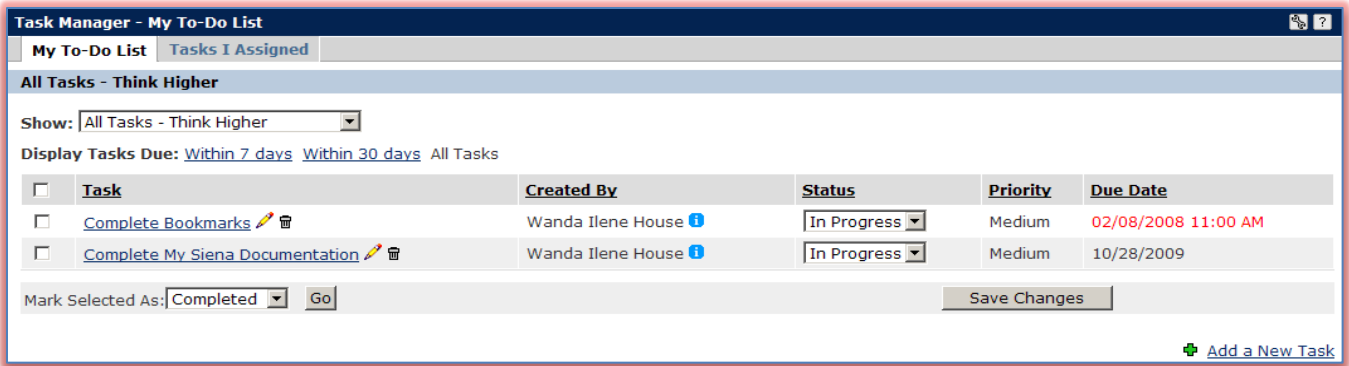 Task Manager - My To-Do List ?
My To-Do List Tasks I Assigned
All Tasks - Think Higher
Show: All Tasks - Think Higher
Display Tasks Due: Within 7 days Within 30 days All Tasks
Task Created By Status Priority Due Date
Complete Bookmarks Wanda Ilene House i In Progress Medium 02/08/2008 11:00 AM
Complete My Siena Documentation Wanda Ilene House i In Progress Medium 10/28/2009
Mark Selected As: Completed Go Save Changes
Add a New Task